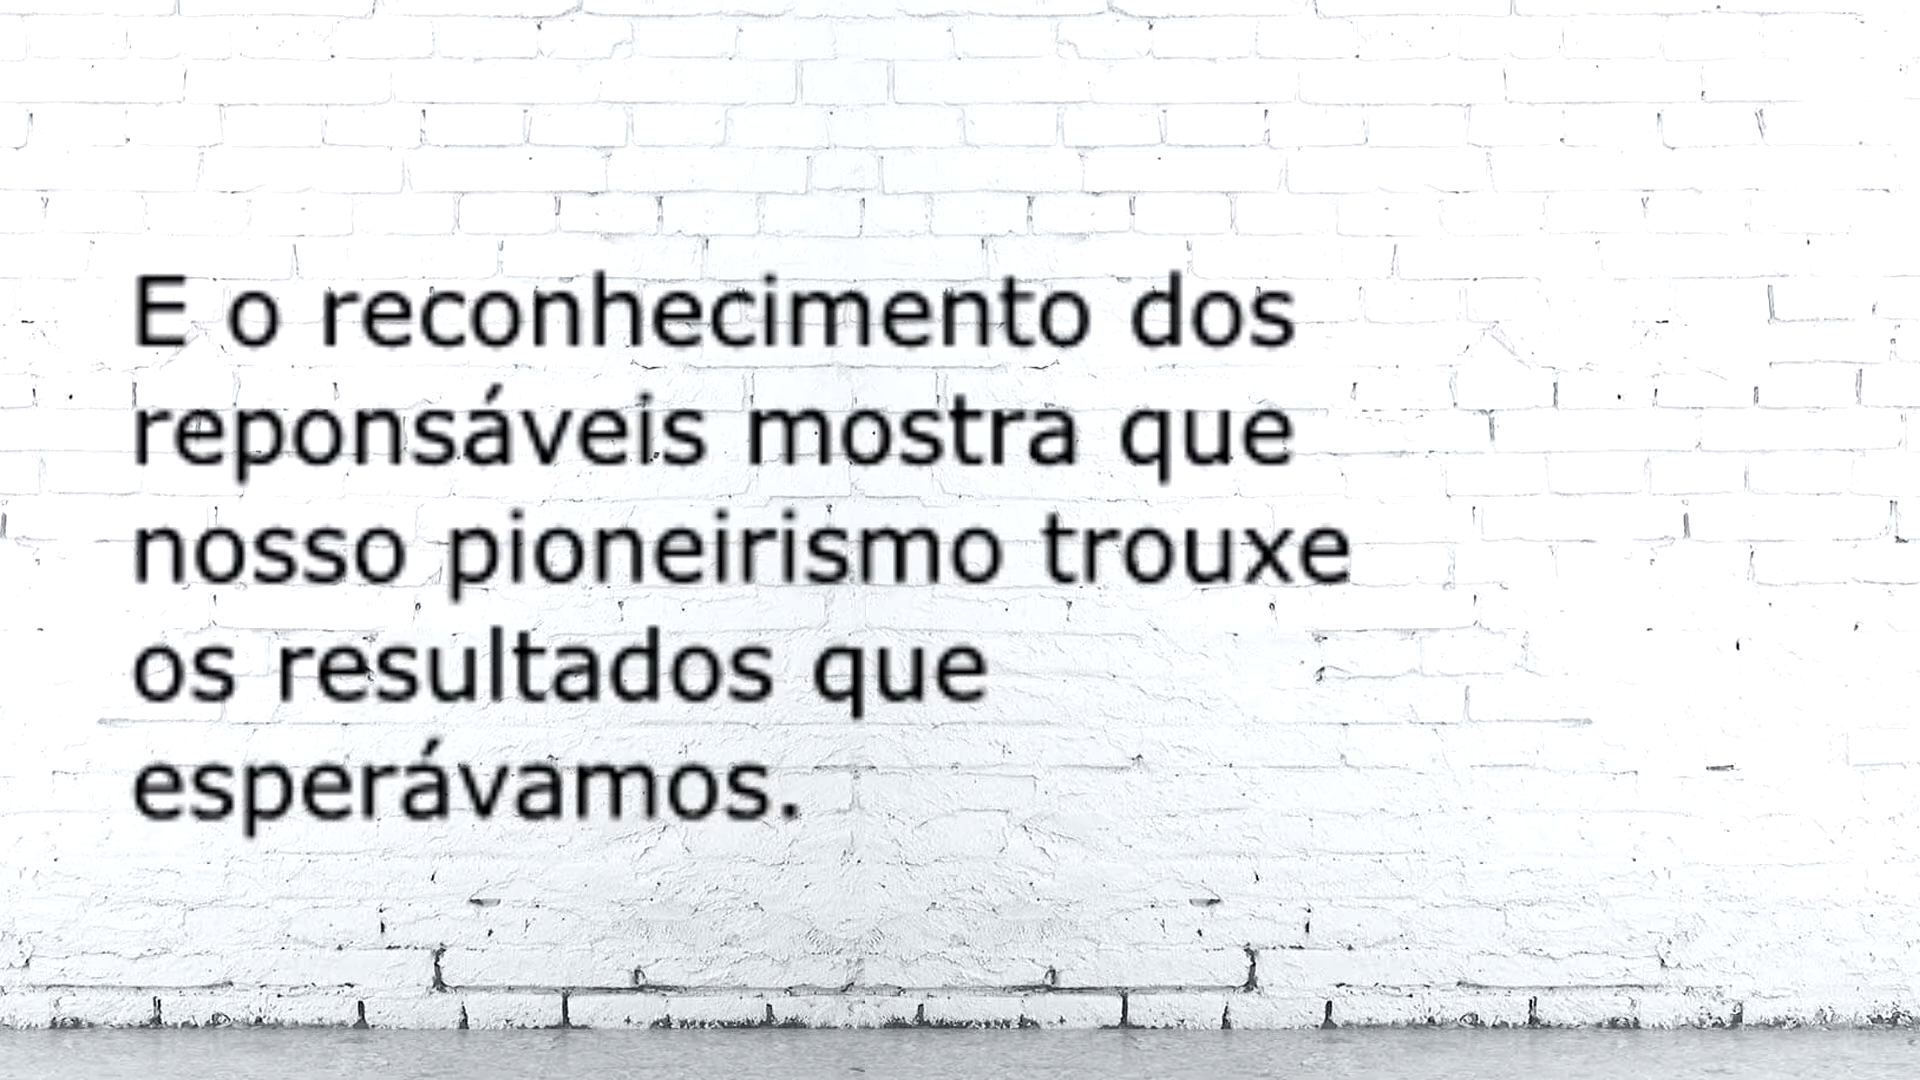 E o reconhecimento dos
reponsáveis mostra que
nosso pioneirismo trouxe
os resultados que
esperávamos.